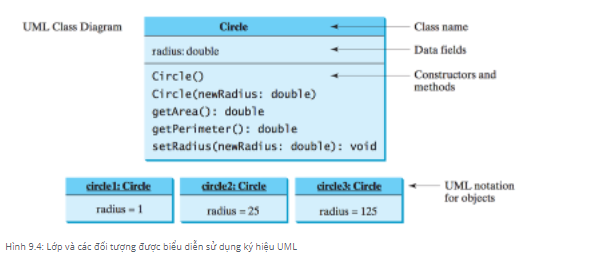 UML Class Diagram
Circle
Class name
radius: double
Data fields
Circle()
Constructors and
methods
Circle(newRadius: double)
getArea(): double
getPerimeter(): double
setRadius(newRadius: double): void
circle1: Circle
circle2: Circle
circle3: Circle
UML notation
for objects
radius = 1
radius = 25
radius = 125
Hình 9.4: Lớp và các đối tượng được biểu diễn sử dụng ký hiệu UML